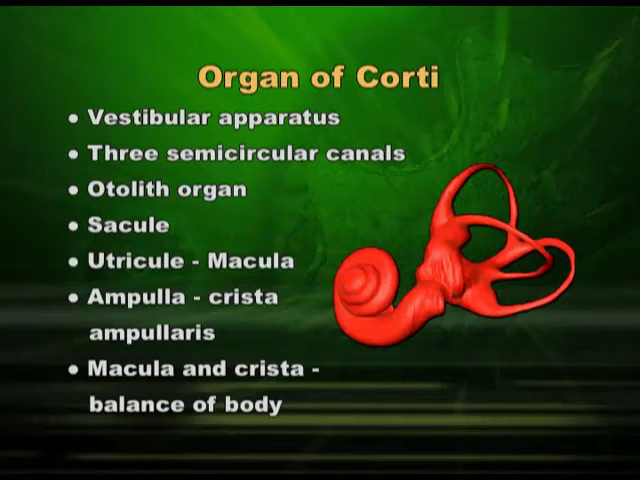 Organ of Corti
● Vestibular apparatus
● Three semicircular canals
● Otolith organ
● Sacule
● Utricule - Macula
● Ampulla - crista
ampullaris
● Macula and crista -
balance of body